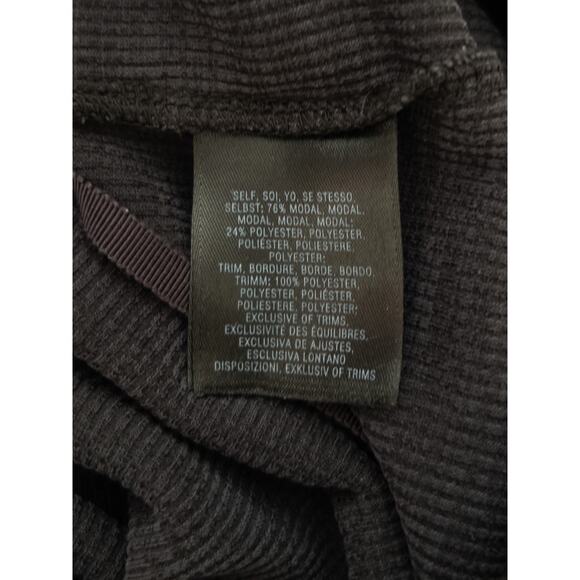 SELF, SOI, YO, SE STESSO,
SELBST: 76% MODAL, MODAL,
MODAL, MODAL, MODAL;
24% POLYESTER, POLYESTER,
POLIÉSTER, POLIESTERE,
POLYESTER;
TRIM, BORDURE, BORDE, BORDO,
TRIMM: 100% POLYESTER,
POLYESTER, POLIÉSTER,
POLIESTERE, POLYESTER;
EXCLUSIVE OF TRIMS,
EXCLUSIVITÉ DES ÉQUILIBRES,
EXCLUSIVA DE AJUSTES,
ESCLUSIVA LONTANO
DISPOSIZIONI, EXKLUSIV OF TRIMS